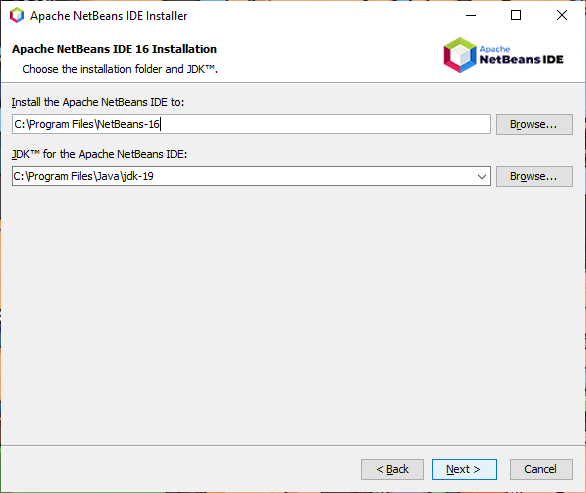 Apache NetBeans IDE Installer
Apache NetBeans IDE 16 Installation
Choose the installation folder and JDK™.
Apache
NetBeans IDE
Install the Apache NetBeans IDE to:
C:\Program Files\NetBeans-16
Browse...
JDK™ for the Apache NetBeans IDE:
C:\Program Files\Java\jdk-19
Browse...
< Back
Next >
Cancel